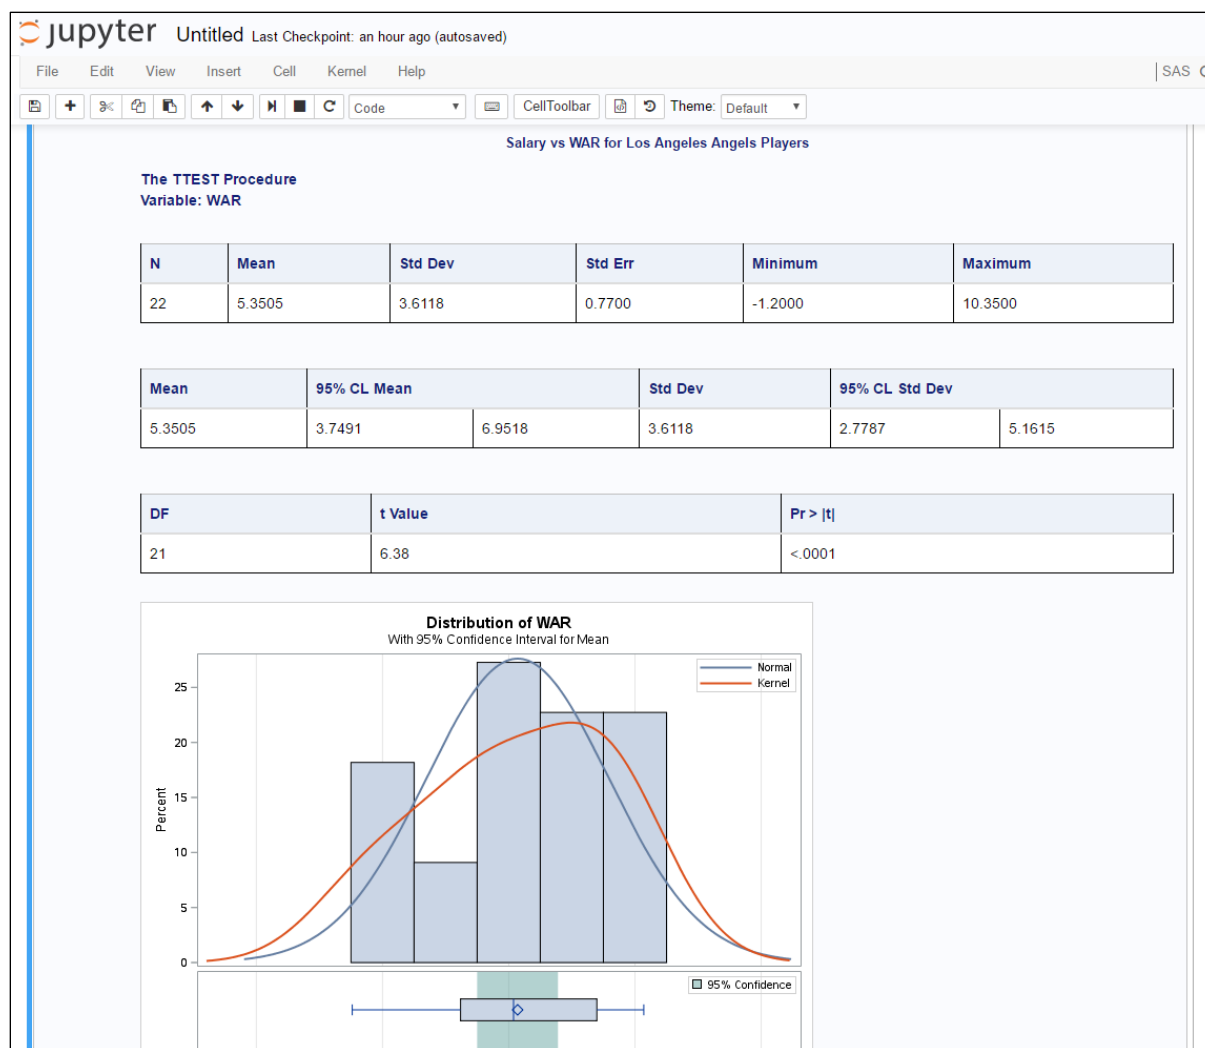 jupyter Untitled Last Checkpoint: an hour ago (autosaved)
File Edit View Insert Cell Kernel Help SAS
Code CellToolbar Theme: Default
Salary vs WAR for Los Angeles Angels Players
The TTEST Procedure
Variable: WAR
N Mean Std Dev Std Err Minimum Maximum
22 5.3505 3.6118 0.7700 -1.2000 10.3500
Mean 95% CL Mean Std Dev 95% CL Std Dev
5.3505 3.7491 6.9518 3.6118 2.7787 5.1615
DF t Value Pr > |t|
21 6.38 <.0001
Distribution of WAR
With 95% Confidence Interval for Mean
Normal
Kernel
25
20
15
10
5
0
Percent
95% Confidence